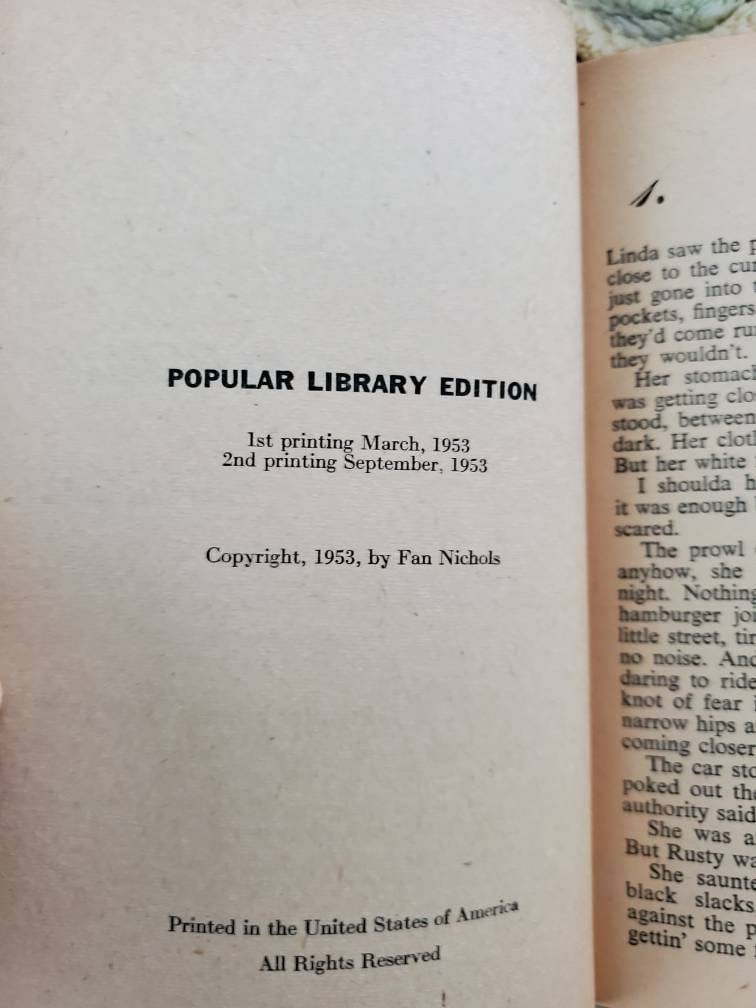 POPULAR LIBRARY EDITION
1st printing March, 1953
2nd printing September, 1953
Copyright, 1953, by Fan Nichols
Printed in the United States of America
All Rights Reserved
1.
Linda saw the
close to the
just gone into
pockets, fingers
they'd come
they wouldn't.
Her
was getting
stood, between
dark. Her
But her white
I shoulda
it was enough
scared.
The prowl
anyhow, she
night. Nothing
hamburger
little street,
no noise.
daring to ride
knot of fear
narrow hips
coming closer
The car
poked out
authority said
She was
But Rusty
She
black slacks
against the
gettin' some